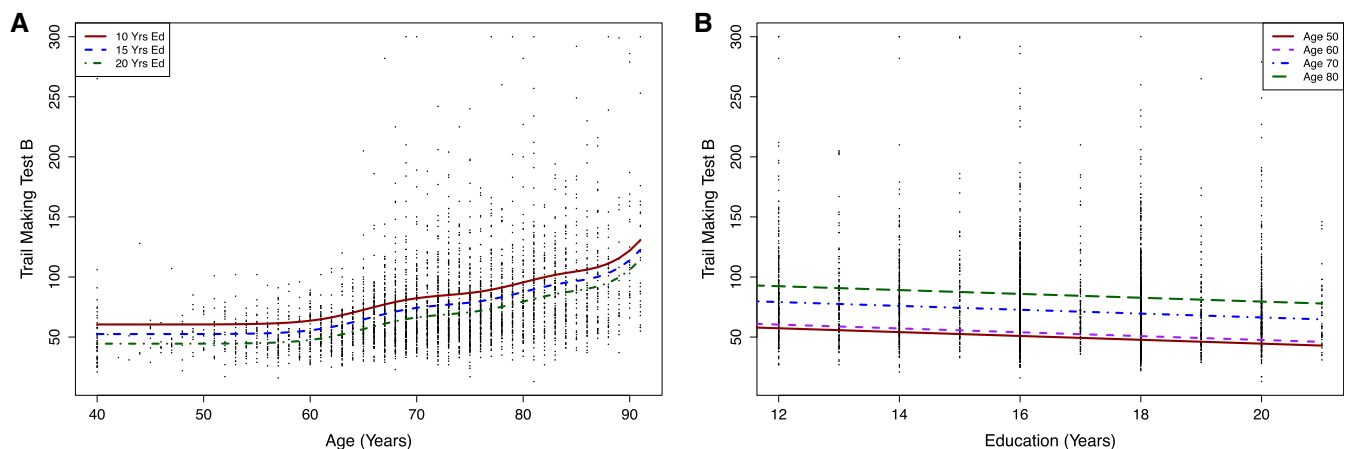 A
10 Yrs Ed
15 Yrs Ed
20 Yrs Ed
Trail Making Test B
300
250
200
150
100
50
40 50 60 70 80 90
Age (Years)
B
Age 50
Age 60
Age 70
Age 80
Trail Making Test B
300
250
200
150
100
50
12 14 16 18 20
Education (Years)